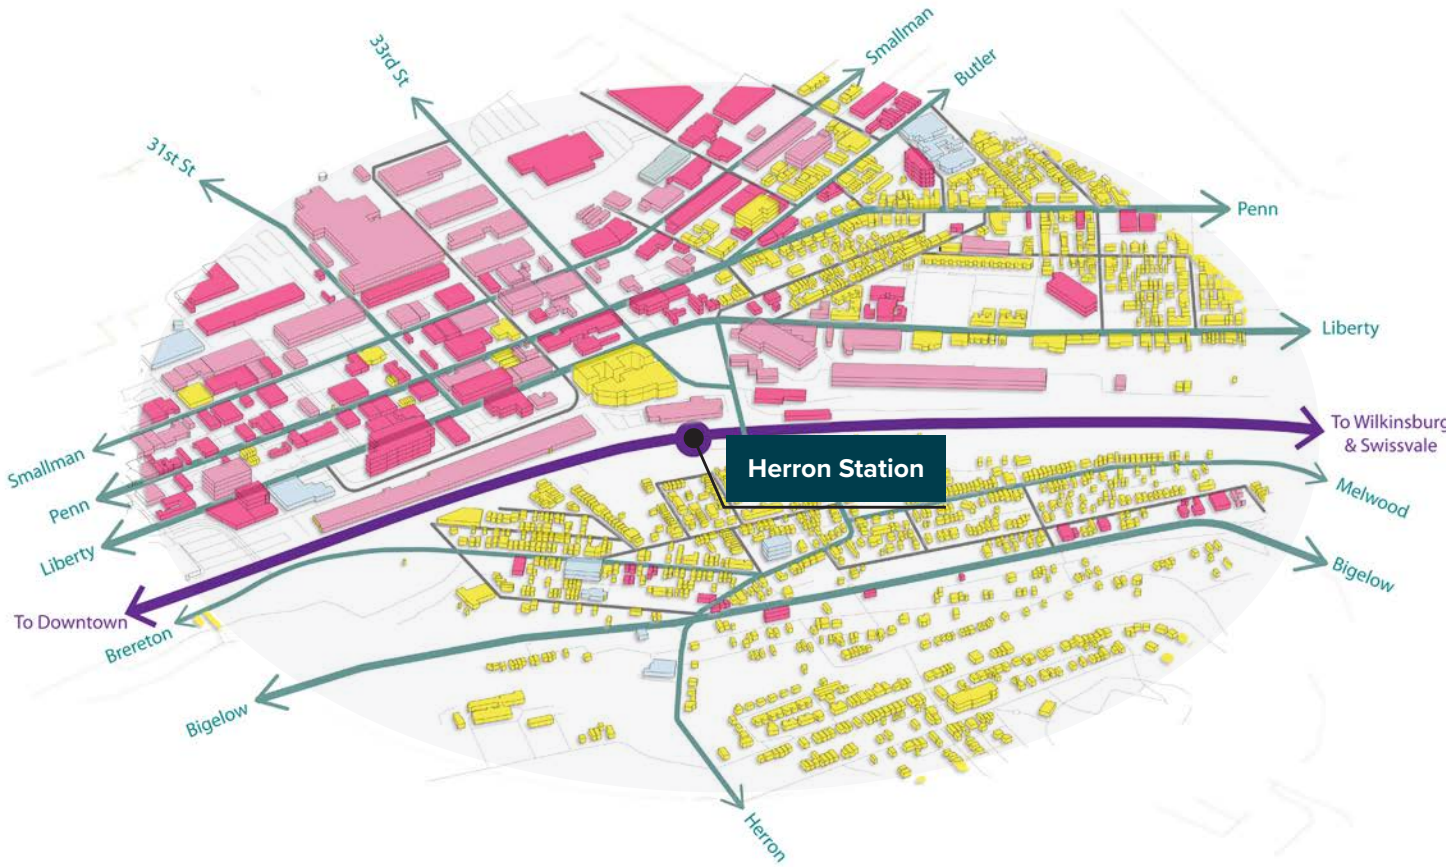 Smallman
33rd St
Butler
31st St
Penn
Liberty
To Wilkinsburg
& Swissvale
Herron Station
Smallman
Melwood
Penn
Liberty
Bigelow
To Downtown
Brereton
Bigelow
Herron